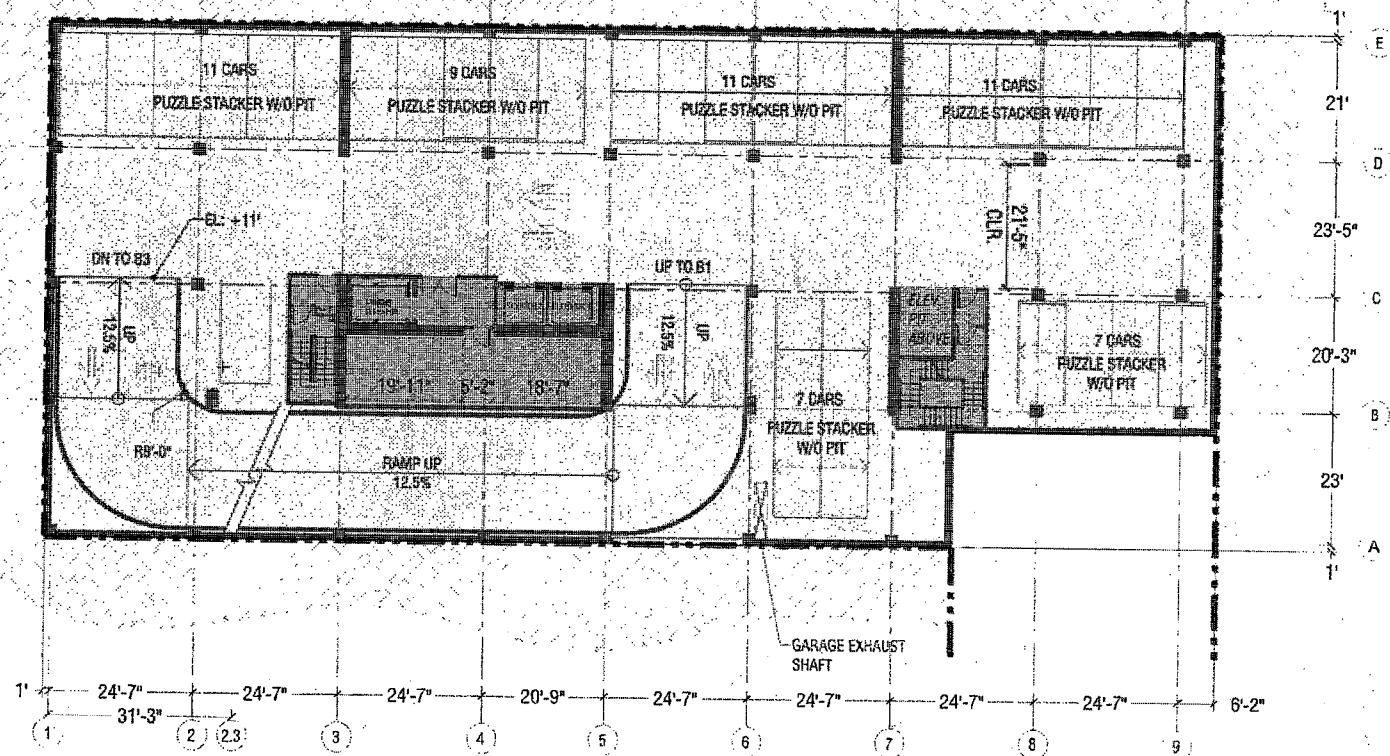 1'
E
11 CARS
PUZZLE STACKER W/O PIT
9 CARS
PUZZLE STACKER W/O PIT
11 CARS
PUZZLE STACKER W/O PIT
11 CARS
PUZZLE STACKER W/O PIT
21'
D
EL: +11'
21'-5"
CLR.
23'-5"
DN TO B3
UP TO B1
C
UP
12.5%
UP
12.5%
ELEV.
PIT
ABOVE
7 CARS
PUZZLE STACKER
W/O PIT
20'-3"
19'-11"
5'-2"
18'-7"
7 CARS
PUZZLE STACKER
W/O PIT
B
R9'-0"
RAMP UP
12.5%
23'
A
1'
GARAGE EXHAUST
SHAFT
1'
24'-7"
24'-7"
24'-7"
20'-9"
24'-7"
24'-7"
24'-7"
24'-7"
6'-2"
31'-3"
1
2
2.3
3
4
5
6
7
8
9